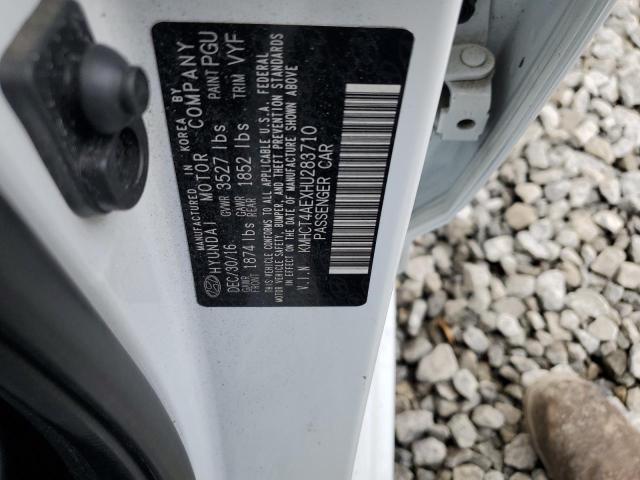 MANUFACTURED IN KOREA BY
HYUNDAI MOTOR COMPANY
DEC/30/16 GVWR 3527 lbs PAINT PGU
GAWR FRONT 1874 lbs GAWR REAR 1852 lbs TRIM VYF
THIS VEHICLE CONFORMS TO ALL APPLICABLE U.S.A. FEDERAL
MOTOR VEHICLE SAFETY, BUMPER, AND THEFT PREVENTION STANDARDS
IN EFFECT ON THE DATE OF MANUFACTURE SHOWN ABOVE
V.I.N KMHCT4AEXHU283710
PASSENGER CAR